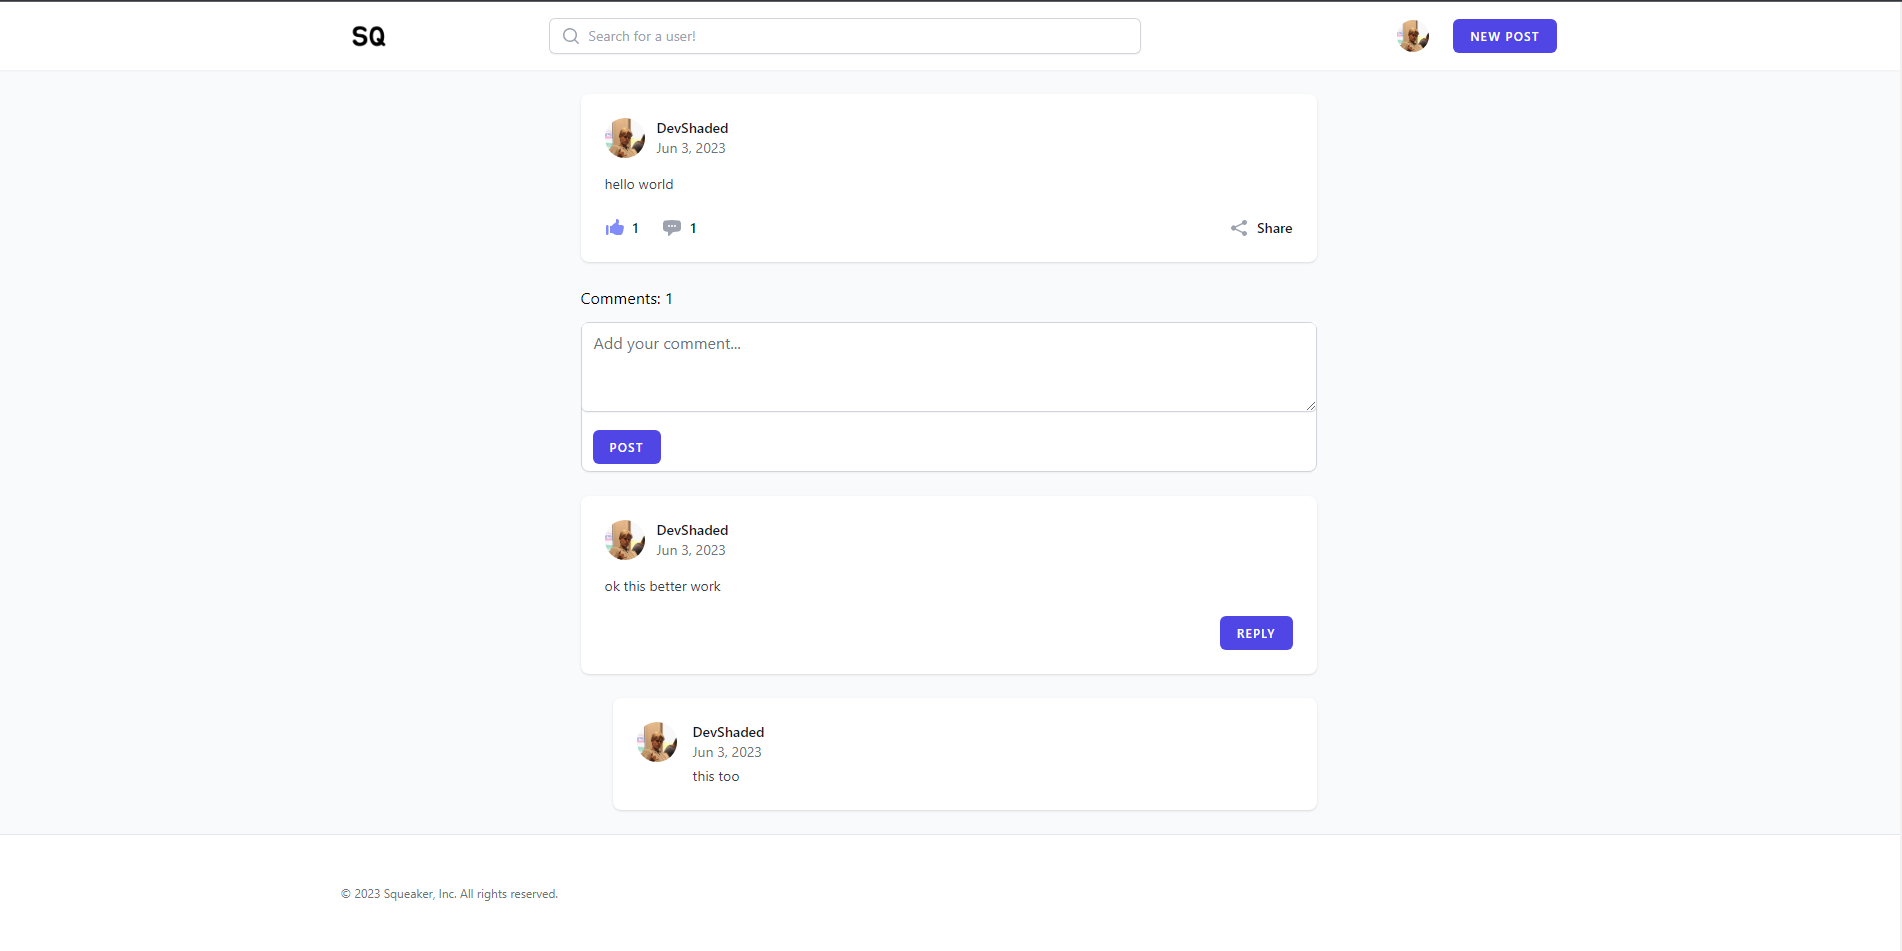 SQ
Search for a user!
NEW POST
DevShaded
Jun 3, 2023
hello world
1
1
Share
Comments: 1
Add your comment...
POST
DevShaded
Jun 3, 2023
ok this better work
REPLY
DevShaded
Jun 3, 2023
this too
© 2023 Squeaker, Inc. All rights reserved.